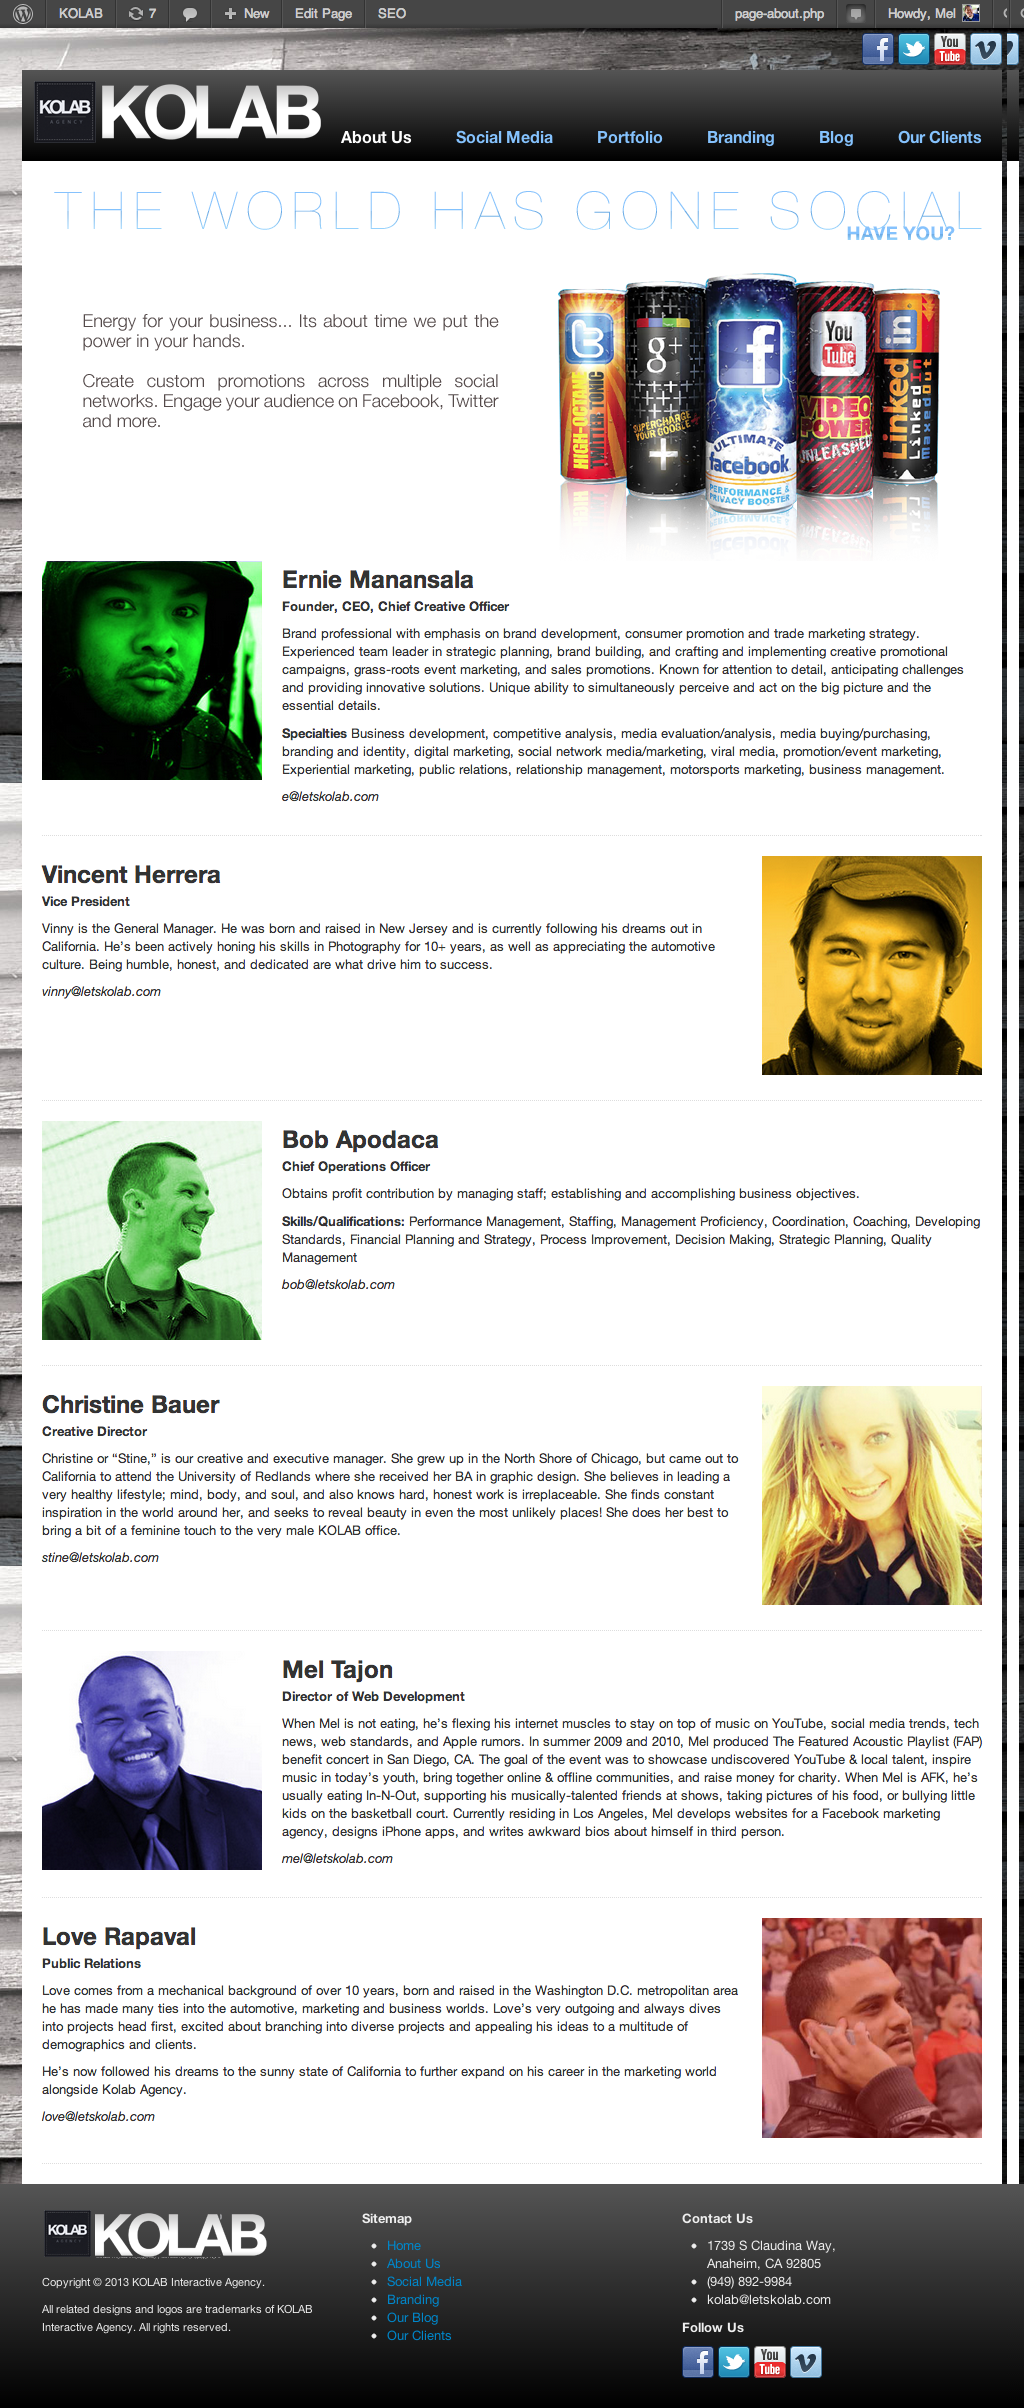 KOLAB 7 New Edit Page SEO page-about.php Howdy, Mel
You
Tube
KOLAB
AGENCY
KOLAB
About Us Social Media Portfolio Branding Blog Our Clients
THE WORLD HAS GONE SOCIAL
HAVE YOU?
Energy for your business... Its about time we put the
power in your hands.
Create custom promotions across multiple social
networks. Engage your audience on Facebook, Twitter
and more.
HIGH-OCTANE
TWITTER TONIC
g+
SUPERCHARGE
YOUR GOOGLE+
ULTIMATE
facebook
PERFORMANCE &
PRIVACY BOOSTER
You
Tube
VIDEO
POWER
UNLEASHED
in
Linked
LinkedIn
MaxedOut
Ernie Manansala
Founder, CEO, Chief Creative Officer
Brand professional with emphasis on brand development, consumer promotion and trade marketing strategy.
Experienced team leader in strategic planning, brand building, and crafting and implementing creative promotional
campaigns, grass-roots event marketing, and sales promotions. Known for attention to detail, anticipating challenges
and providing innovative solutions. Unique ability to simultaneously perceive and act on the big picture and the
essential details.
Specialties Business development, competitive analysis, media evaluation/analysis, media buying/purchasing,
branding and identity, digital marketing, social network media/marketing, viral media, promotion/event marketing,
Experiential marketing, public relations, relationship management, motorsports marketing, business management.
e@letskolab.com
Vincent Herrera
Vice President
Vinny is the General Manager. He was born and raised in New Jersey and is currently following his dreams out in
California. He's been actively honing his skills in Photography for 10+ years, as well as appreciating the automotive
culture. Being humble, honest, and dedicated are what drive him to success.
vinny@letskolab.com
Bob Apodaca
Chief Operations Officer
Obtains profit contribution by managing staff; establishing and accomplishing business objectives.
Skills/Qualifications: Performance Management, Staffing, Management Proficiency, Coordination, Coaching, Developing
Standards, Financial Planning and Strategy, Process Improvement, Decision Making, Strategic Planning, Quality
Management
bob@letskolab.com
Christine Bauer
Creative Director
Christine or “Stine,” is our creative and executive manager. She grew up in the North Shore of Chicago, but came out to
California to attend the University of Redlands where she received her BA in graphic design. She believes in leading a
very healthy lifestyle; mind, body, and soul, and also knows hard, honest work is irreplaceable. She finds constant
inspiration in the world around her, and seeks to reveal beauty in even the most unlikely places! She does her best to
bring a bit of a feminine touch to the very male KOLAB office.
stine@letskolab.com
Mel Tajon
Director of Web Development
When Mel is not eating, he's flexing his internet muscles to stay on top of music on YouTube, social media trends, tech
news, web standards, and Apple rumors. In summer 2009 and 2010, Mel produced The Featured Acoustic Playlist (FAP)
benefit concert in San Diego, CA. The goal of the event was to showcase undiscovered YouTube & local talent, inspire
music in today's youth, bring together online & offline communities, and raise money for charity. When Mel is AFK, he's
usually eating In-N-Out, supporting his musically-talented friends at shows, taking pictures of his food, or bullying little
kids on the basketball court. Currently residing in Los Angeles, Mel develops websites for a Facebook marketing
agency, designs iPhone apps, and writes awkward bios about himself in third person.
mel@letskolab.com
Love Rapaval
Public Relations
Love comes from a mechanical background of over 10 years, born and raised in the Washington D.C. metropolitan area
he has made many ties into the automotive, marketing and business worlds. Love's very outgoing and always dives
into projects head first, excited about branching into diverse projects and appealing his ideas to a multitude of
demographics and clients.
He's now followed his dreams to the sunny state of California to further expand on his career in the marketing world
alongside Kolab Agency.
love@letskolab.com
KOLAB
AGENCY
KOLAB
Copyright © 2013 KOLAB Interactive Agency.
All related designs and logos are trademarks of KOLAB
Interactive Agency. All rights reserved.
Sitemap
Home
About Us
Social Media
Branding
Our Blog
Our Clients
Contact Us
1739 S Claudina Way,
Anaheim, CA 92805
(949) 892-9984
kolab@letskolab.com
Follow Us
You
Tube